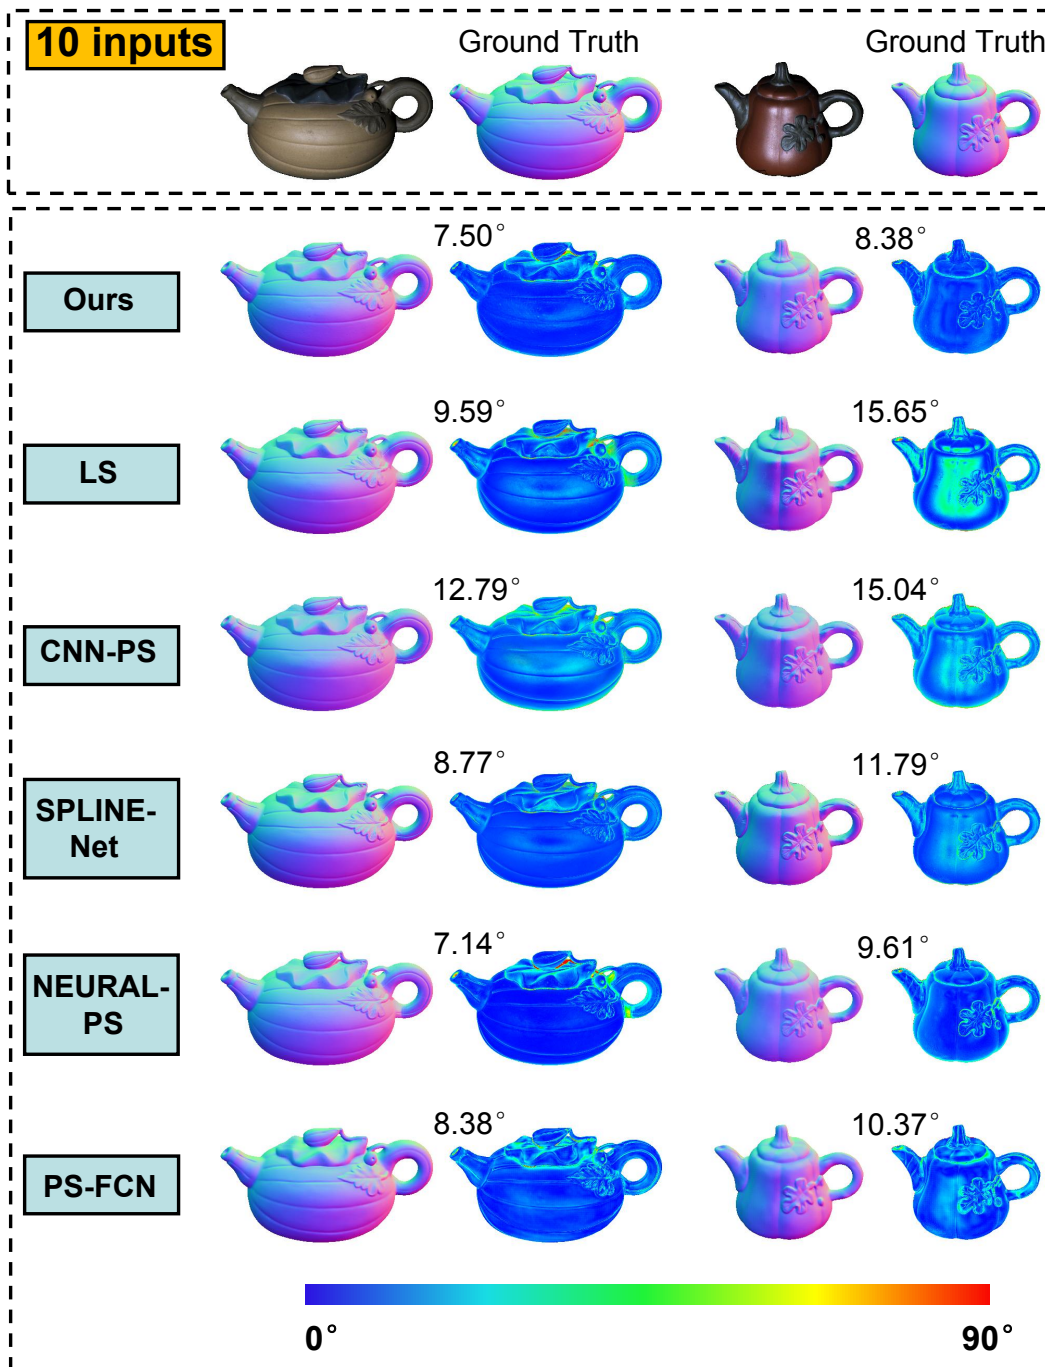 10 inputs
Ground Truth
Ground Truth
7.50°
8.38°
Ours
9.59°
15.65°
LS
12.79°
15.04°
CNN-PS
8.77°
11.79°
SPLINE-
Net
7.14°
9.61°
NEURAL-
PS
8.38°
10.37°
PS-FCN
0°
90°